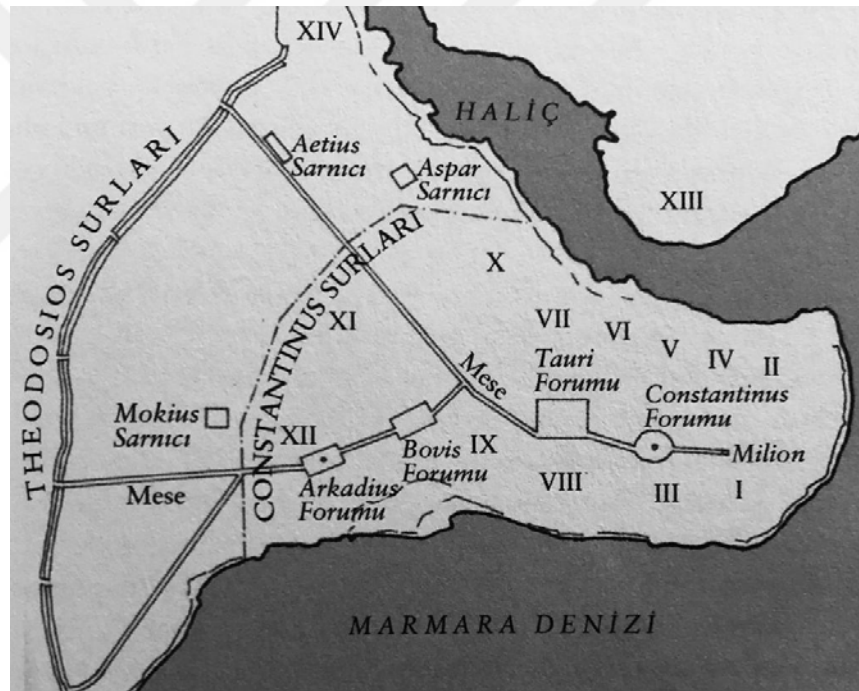 XIV
HALİÇ
Aetius
Sarnıcı
Aspar
Sarnıcı
XIII
THEODOSIOS SURLARI
CONSTANTINUS SURLARI
X
XI
VII
VI
V
IV
II
Mese
Tauri
Forumu
Constantinus
Forumu
Mokius
Sarnıcı
XII
Bovis
Forumu
IX
Milion
Mese
Arkadius
Forumu
VIII
III
I
MARMARA DENİZİ